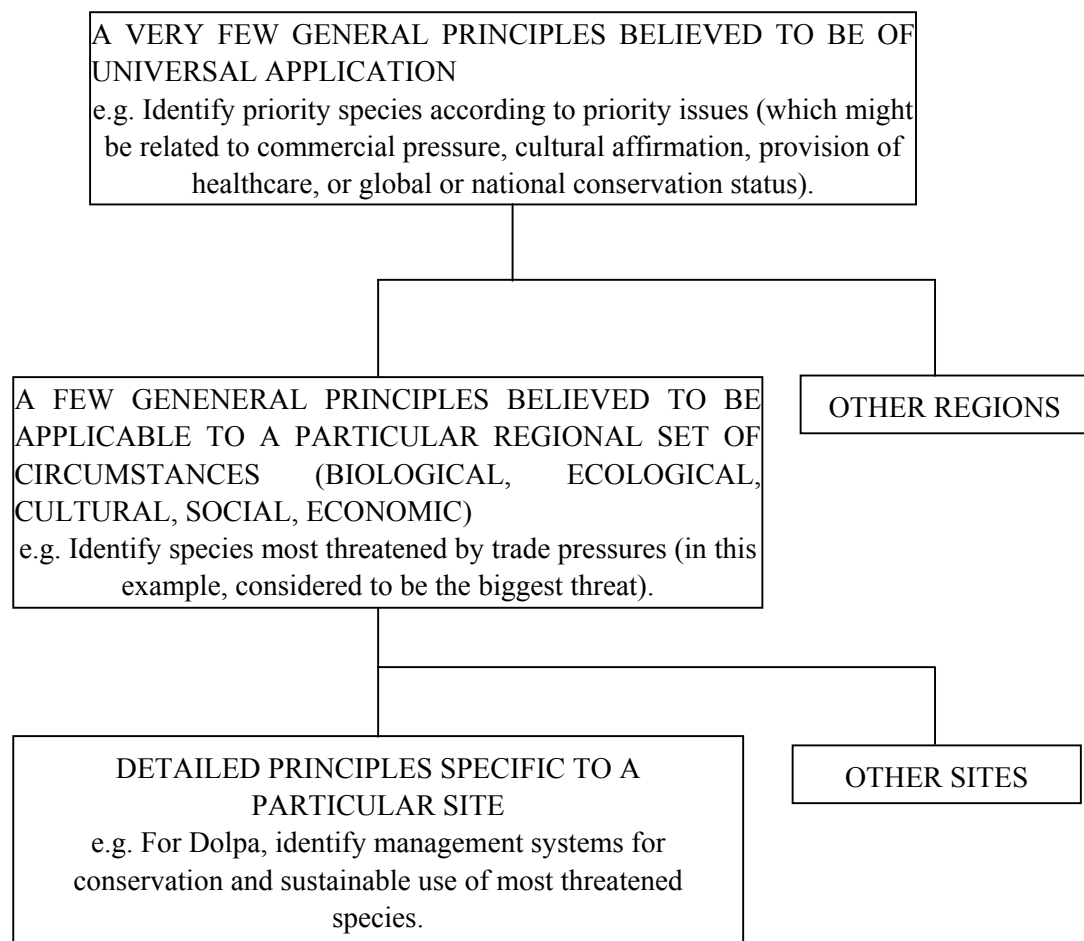 A VERY FEW GENERAL PRINCIPLES BELIEVED TO BE OF
UNIVERSAL APPLICATION
e.g. Identify priority species according to priority issues (which might
be related to commercial pressure, cultural affirmation, provision of
healthcare, or global or national conservation status).
A FEW GENENERAL PRINCIPLES BELIEVED TO BE
APPLICABLE TO A PARTICULAR REGIONAL SET OF
CIRCUMSTANCES (BIOLOGICAL, ECOLOGICAL,
CULTURAL, SOCIAL, ECONOMIC)
e.g. Identify species most threatened by trade pressures (in this
example, considered to be the biggest threat).
OTHER REGIONS
DETAILED PRINCIPLES SPECIFIC TO A
PARTICULAR SITE
e.g. For Dolpa, identify management systems for
conservation and sustainable use of most threatened
species.
OTHER SITES